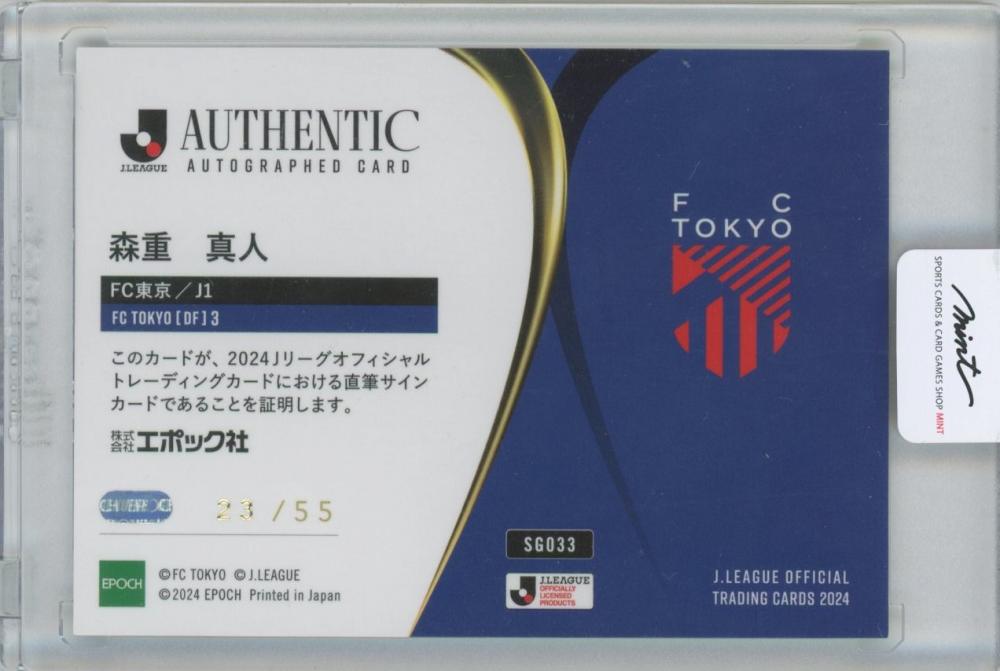 J.LEAGUE
AUTHENTIC
AUTOGRAPHED CARD
森重 真人
FC東京／J1
FC TOKYO [DF] 3
このカードが、2024Jリーグオフィシャル
トレーディングカードにおける直筆サイン
カードであることを証明します。
株式会社エポック社
23/55
EPOCH
©FC TOKYO ©J.LEAGUE
©2024 EPOCH Printed in Japan
F C
TOKYO
SG033
J.LEAGUE
OFFICIALLY
LICENSED
PRODUCTS
J.LEAGUE OFFICIAL
TRADING CARDS 2024
mint
SPORTS CARDS & CARD GAMES SHOP MINT